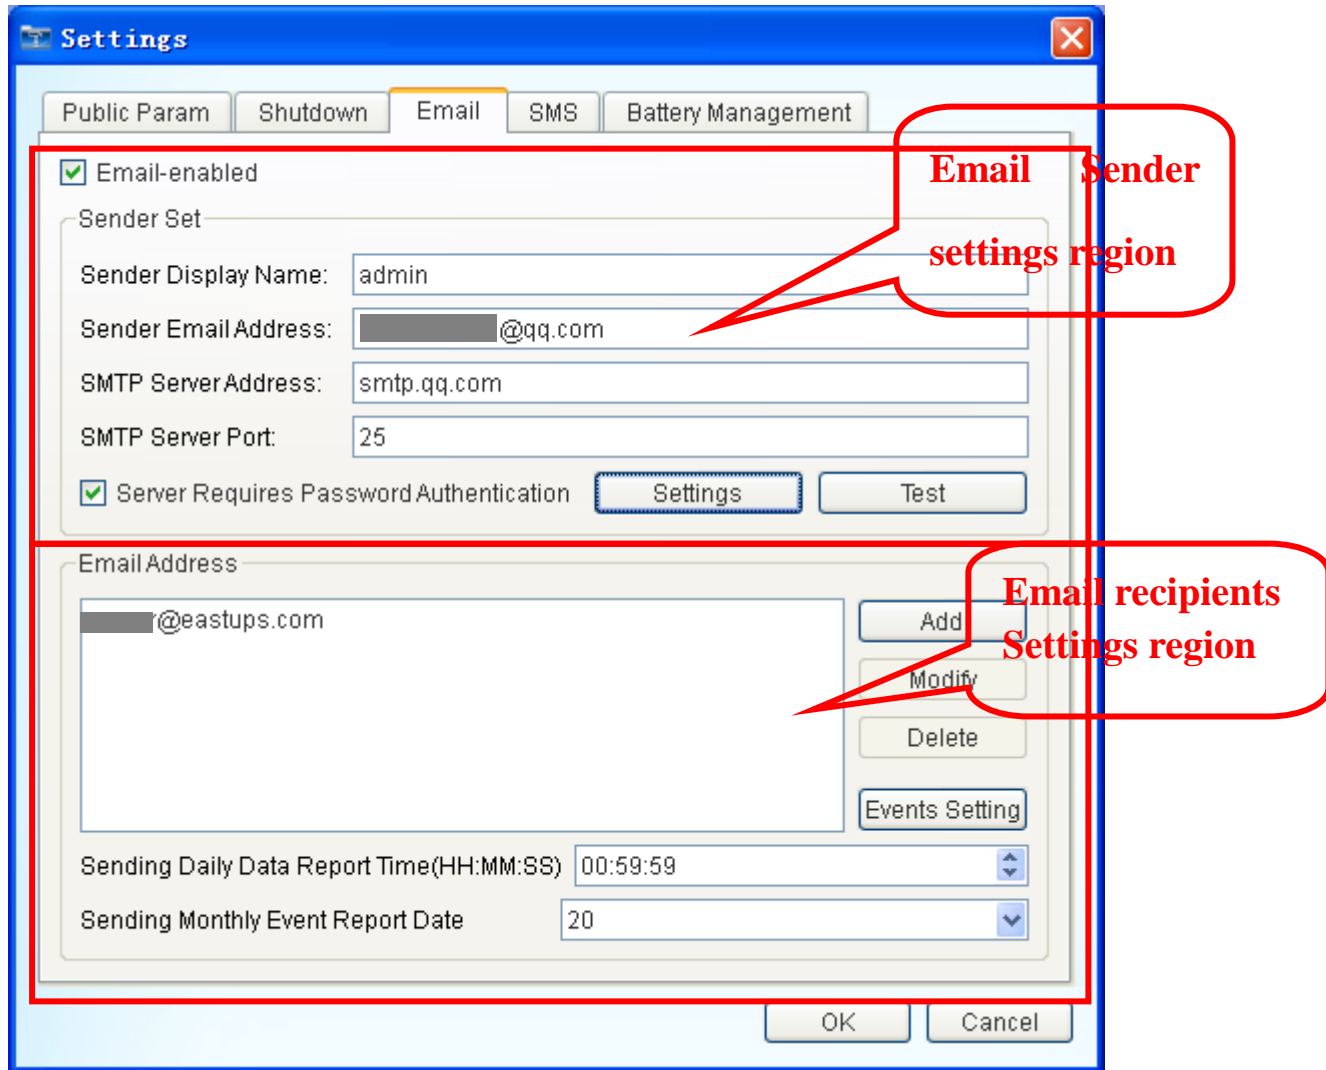 Settings
Public Param Shutdown Email SMS Battery Management
Email-enabled
Email Sender
settings region
Sender Set
Sender Display Name: admin
Sender Email Address: @qq.com
SMTP Server Address: smtp.qq.com
SMTP Server Port: 25
Server Requires Password Authentication Settings Test
Email Address
Email recipients
Settings region
r@eastups.com
Add
Modify
Delete
Events Setting
Sending Daily Data Report Time(HH:MM:SS) 00:59:59
Sending Monthly Event Report Date 20
OK Cancel